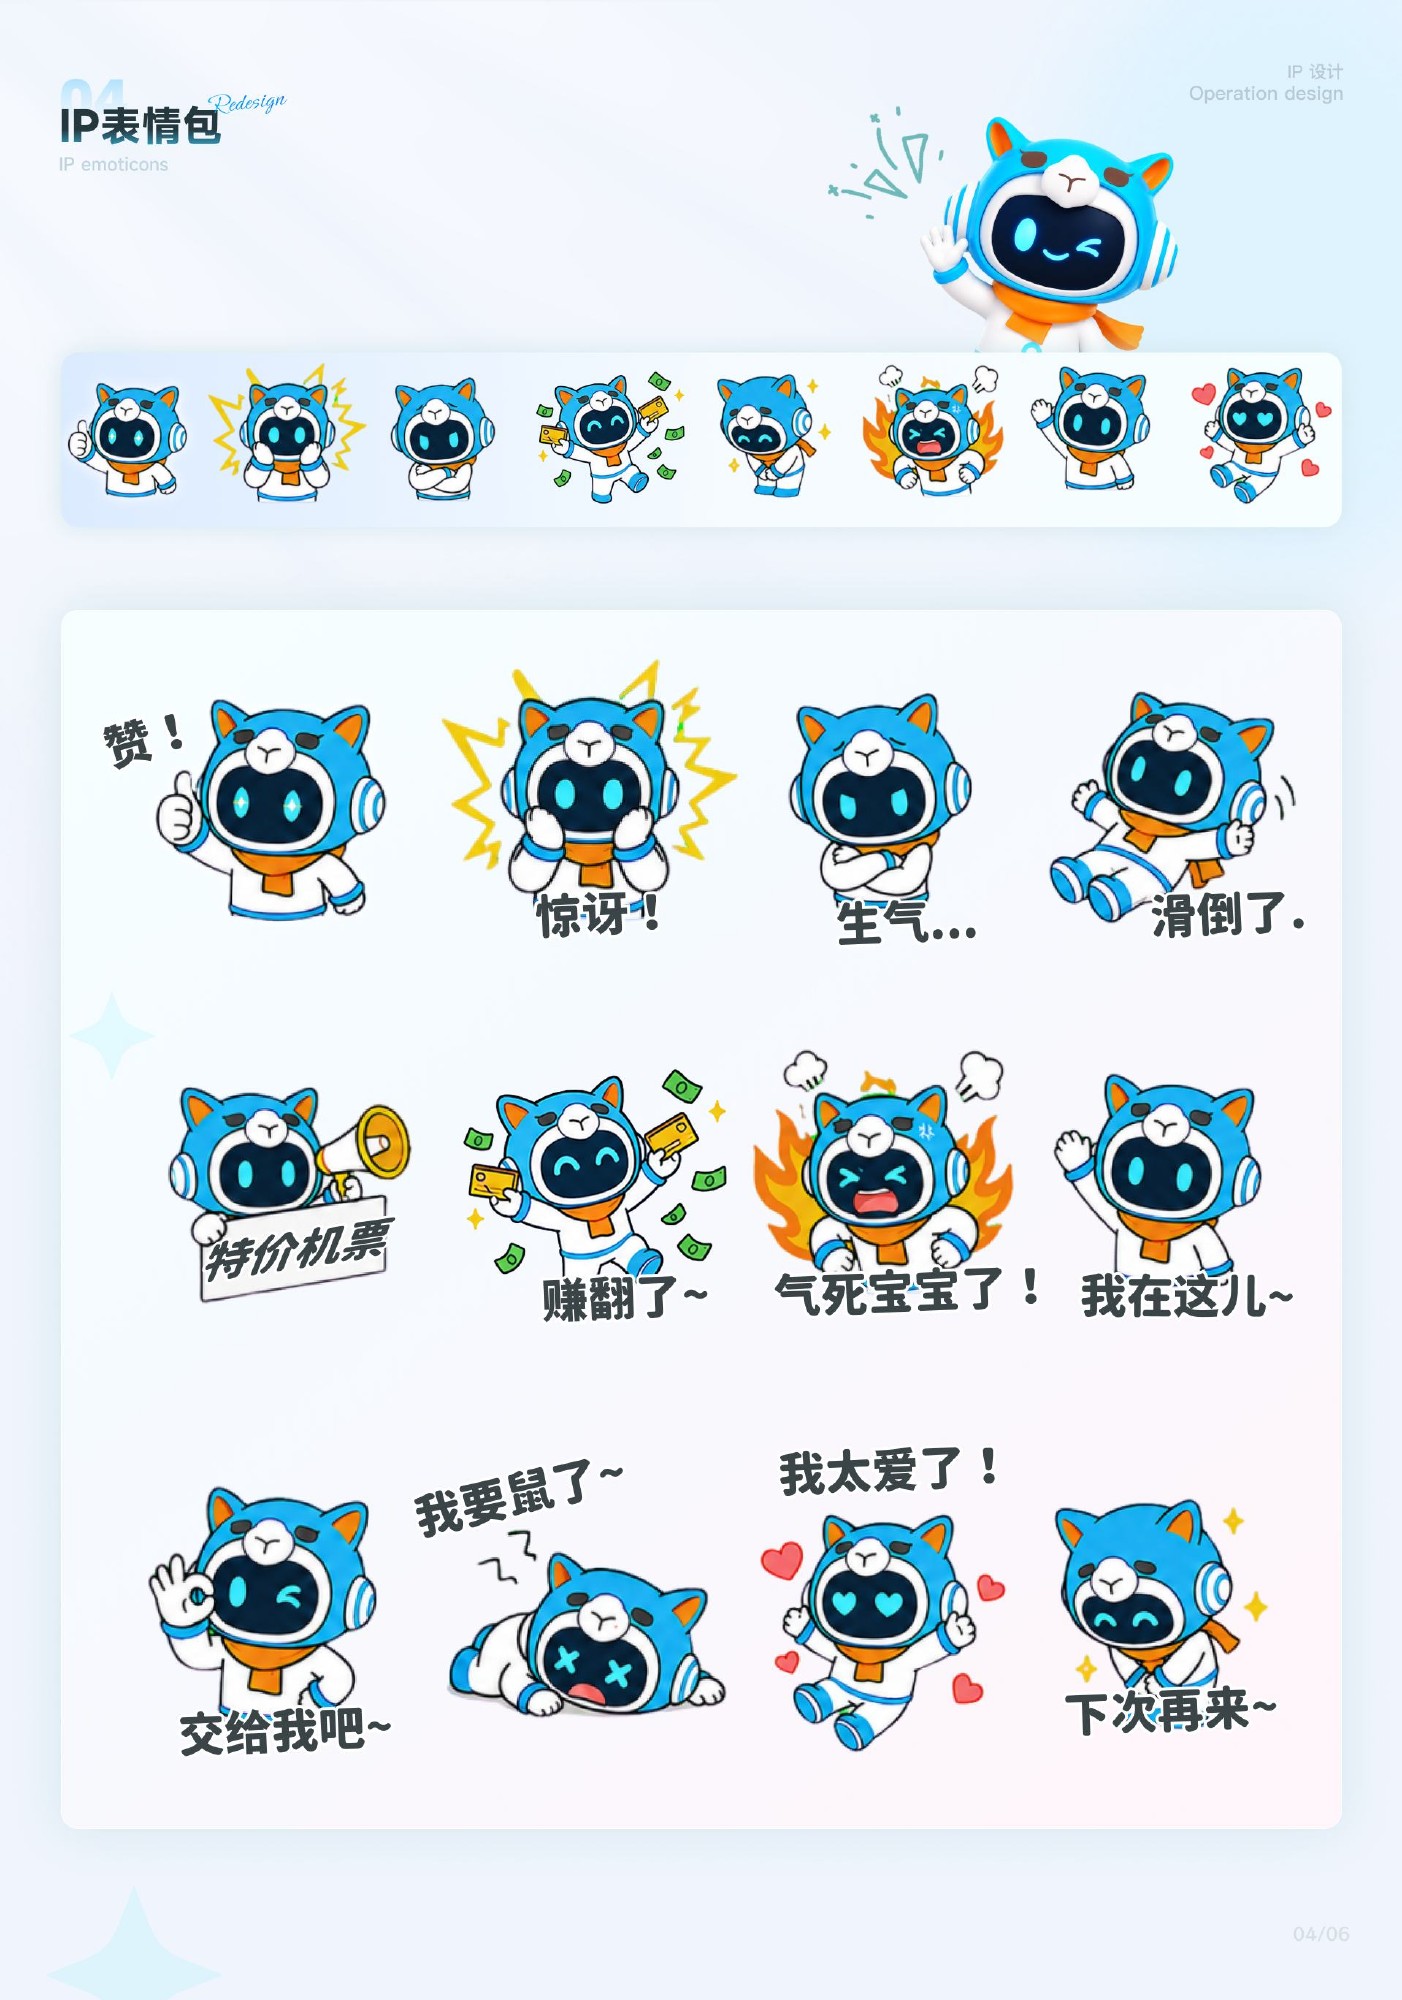 04
Redesign
IP表情包
IP emoticons
IP 设计
Operation design
赞！
惊讶！
生气...
滑倒了.
特价机票
赚翻了~
气死宝宝了！
我在这儿~
交给我吧~
我要鼠了~
我太爱了！
下次再来~
04/06